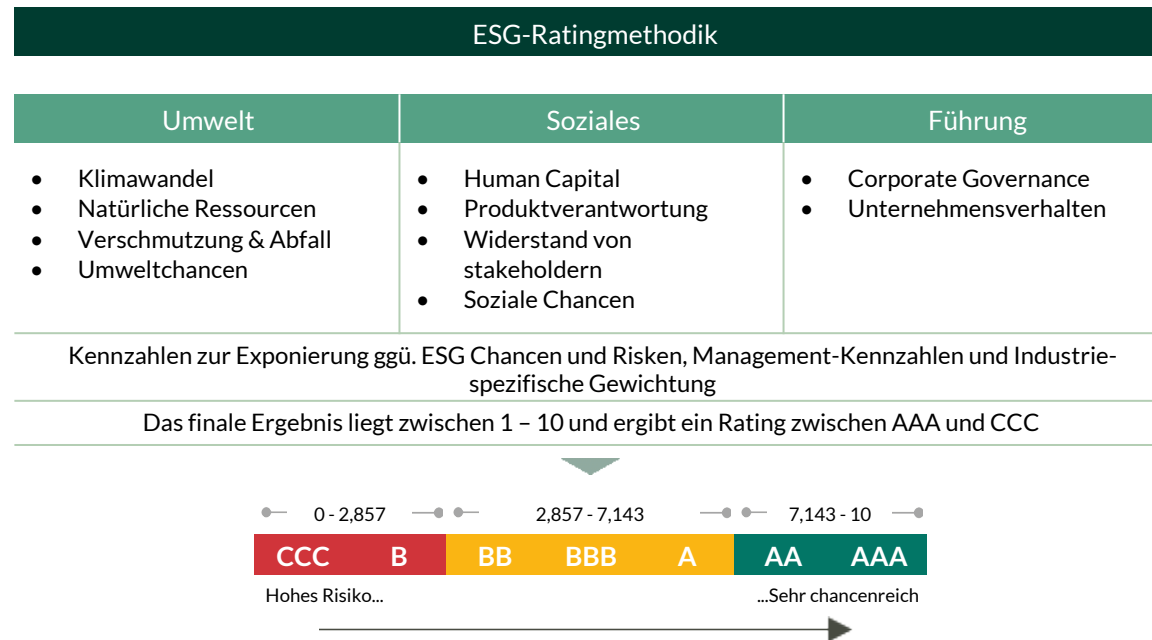 ESG-Ratingmethodik
Umwelt
Soziales
Führung
• Klimawandel
• Natürliche Ressourcen
• Verschmutzung & Abfall
• Umweltchancen
• Human Capital
• Produktverantwortung
• Widerstand von
stakeholdern
• Soziale Chancen
• Corporate Governance
• Unternehmensverhalten
Kennzahlen zur Exponierung ggü. ESG Chancen und Risken, Management-Kennzahlen und Industrie-
spezifische Gewichtung
Das finale Ergebnis liegt zwischen 1 – 10 und ergibt ein Rating zwischen AAA und CCC
0 - 2,857
2,857 - 7,143
7,143 - 10
CCC B BB BBB A AA AAA
Hohes Risiko...
...Sehr chancenreich